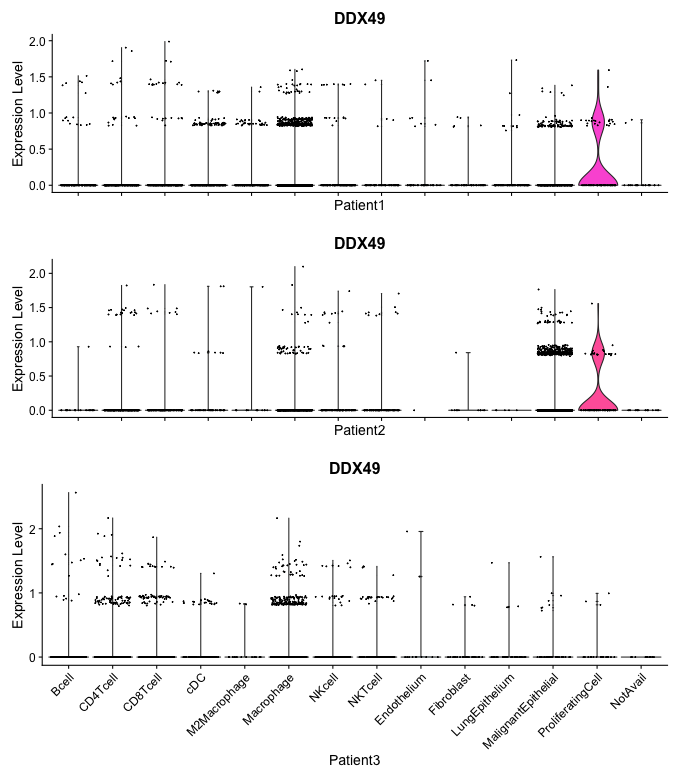 DDX49
Expression Level
2.0
1.5
1.0
0.5
0.0
Patient1
DDX49
Expression Level
2.0
1.5
1.0
0.5
0.0
Patient2
DDX49
Expression Level
2
1
0
Bcell
CD4Tcell
CD8Tcell
cDC
M2Macrophage
Macrophage
NKcell
NKTcell
Endothelium
Fibroblast
LungEpithelium
MalignantEpithelial
ProliferatingCell
NotAvail
Patient3